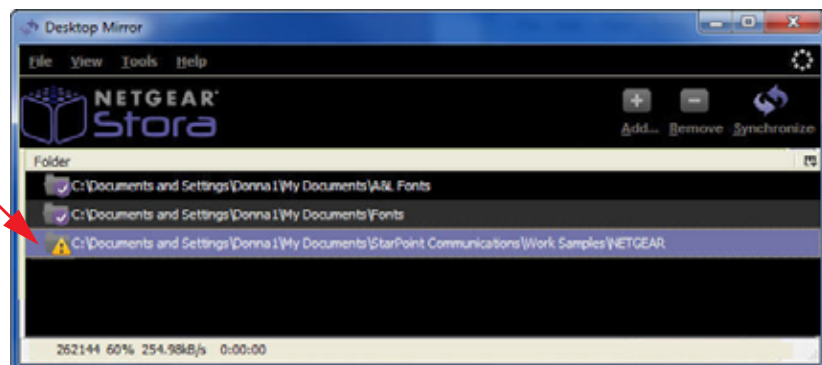 Desktop Mirror
File View Tools Help
NETGEAR
Stora
Add... Remove Synchronize
Folder
C:\Documents and Settings\Donna1\My Documents\A&L Fonts
C:\Documents and Settings\Donna1\My Documents\Fonts
C:\Documents and Settings\Donna1\My Documents\StarPoint Communications\Work Samples\NETGEAR
262144 60% 254.98kB/s 0:00:00